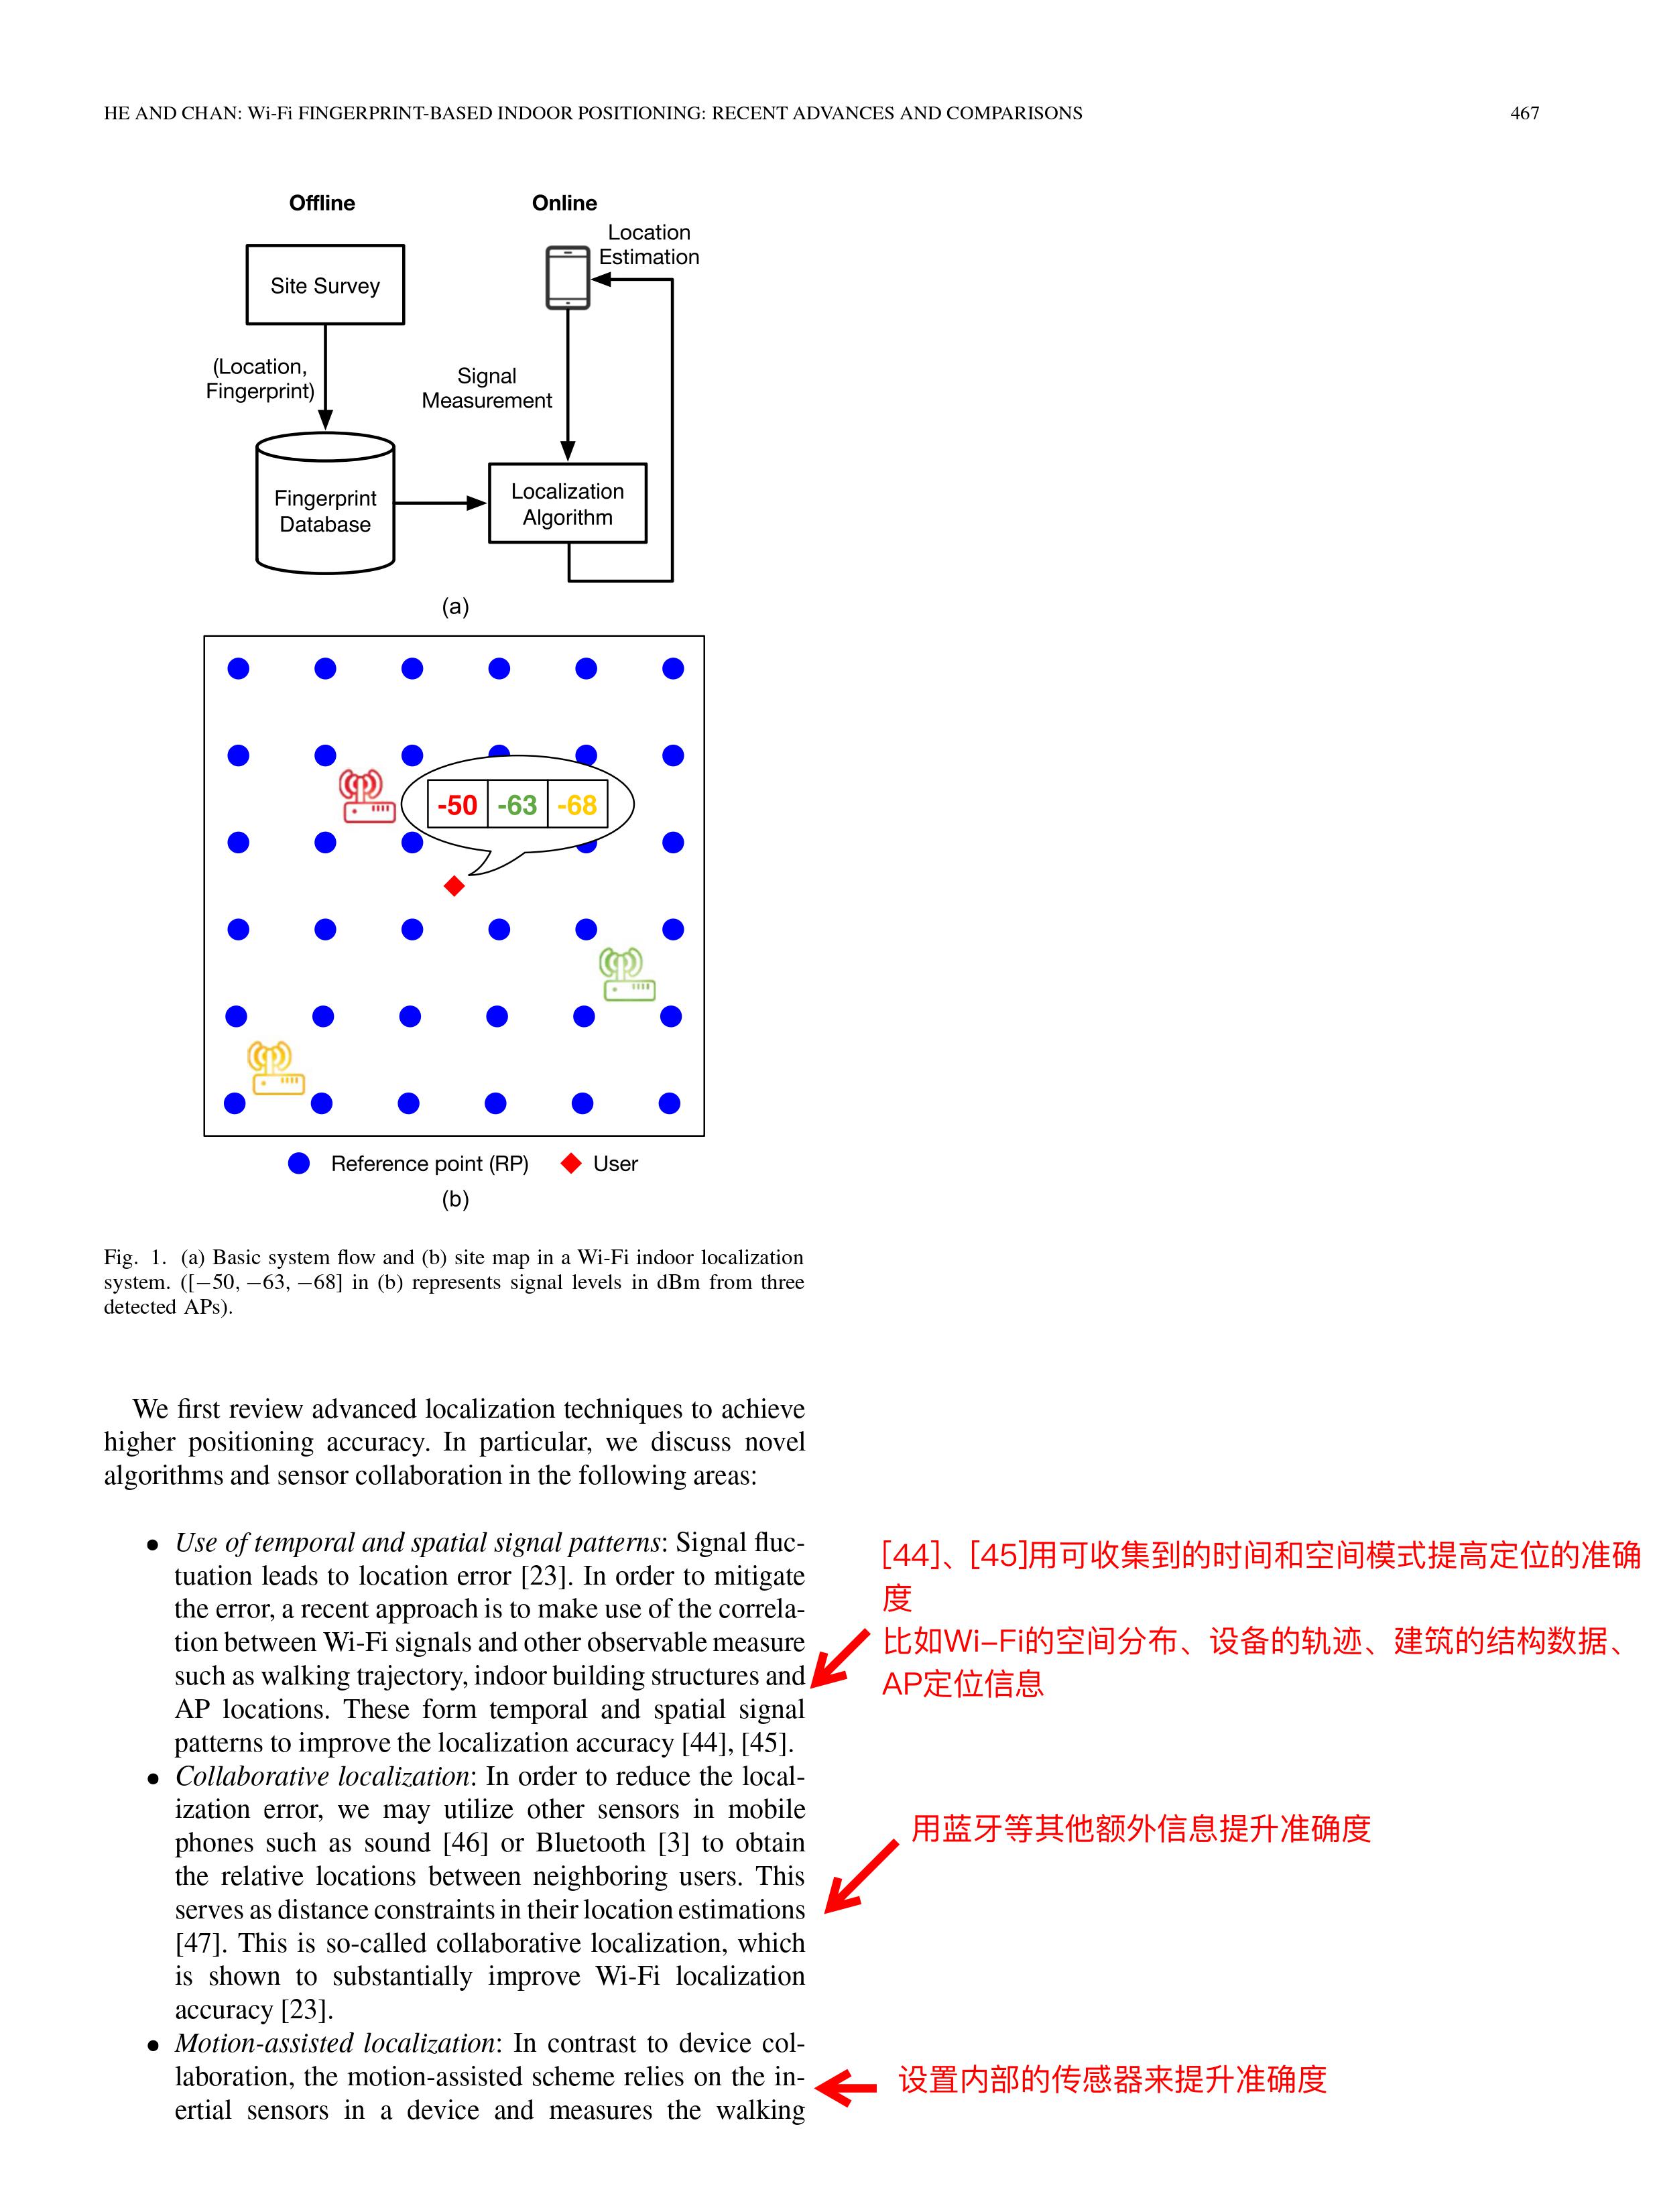 HE AND CHAN: Wi-Fi FINGERPRINT-BASED INDOOR POSITIONING: RECENT ADVANCES AND COMPARISONS 467
Offline Online
Location
Estimation
Site Survey
(Location,
Fingerprint)
Signal
Measurement
Fingerprint
Database
Localization
Algorithm
(a)
-50 -63 -68
Reference point (RP) User
(b)
Fig. 1. (a) Basic system flow and (b) site map in a Wi-Fi indoor localization
system. ([−50, −63, −68] in (b) represents signal levels in dBm from three
detected APs).
We first review advanced localization techniques to achieve
higher positioning accuracy. In particular, we discuss novel
algorithms and sensor collaboration in the following areas:
• Use of temporal and spatial signal patterns: Signal fluc-
tuation leads to location error [23]. In order to mitigate
the error, a recent approach is to make use of the correla-
tion between Wi-Fi signals and other observable measure
such as walking trajectory, indoor building structures and
AP locations. These form temporal and spatial signal
patterns to improve the localization accuracy [44], [45].
• Collaborative localization: In order to reduce the local-
ization error, we may utilize other sensors in mobile
phones such as sound [46] or Bluetooth [3] to obtain
the relative locations between neighboring users. This
serves as distance constraints in their location estimations
[47]. This is so-called collaborative localization, which
is shown to substantially improve Wi-Fi localization
accuracy [23].
• Motion-assisted localization: In contrast to device col-
laboration, the motion-assisted scheme relies on the in-
ertial sensors in a device and measures the walking
[44]、[45]用可收集到的时间和空间模式提高定位的准确
度
比如Wi-Fi的空间分布、设备的轨迹、建筑的结构数据、
AP定位信息
用蓝牙等其他额外信息提升准确度
设置内部的传感器来提升准确度